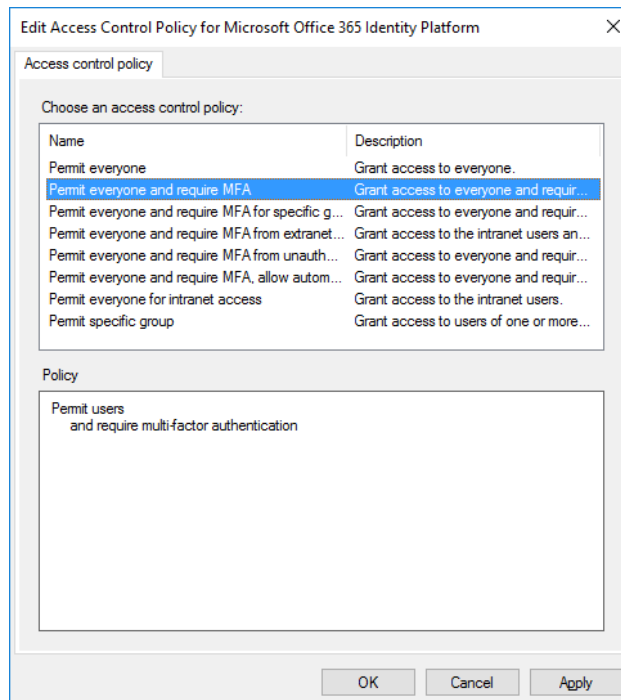 Edit Access Control Policy for Microsoft Office 365 Identity Platform
Access control policy
Choose an access control policy:
Name Description
Permit everyone Grant access to everyone.
Permit everyone and require MFA Grant access to everyone and requir...
Permit everyone and require MFA for specific g... Grant access to everyone and requir...
Permit everyone and require MFA from extranet... Grant access to the intranet users an...
Permit everyone and require MFA from unauth... Grant access to everyone and requir...
Permit everyone and require MFA, allow autom... Grant access to everyone and requir...
Permit everyone for intranet access Grant access to the intranet users.
Permit specific group Grant access to users of one or more...
Policy
Permit users
and require multi-factor authentication
OK Cancel Apply